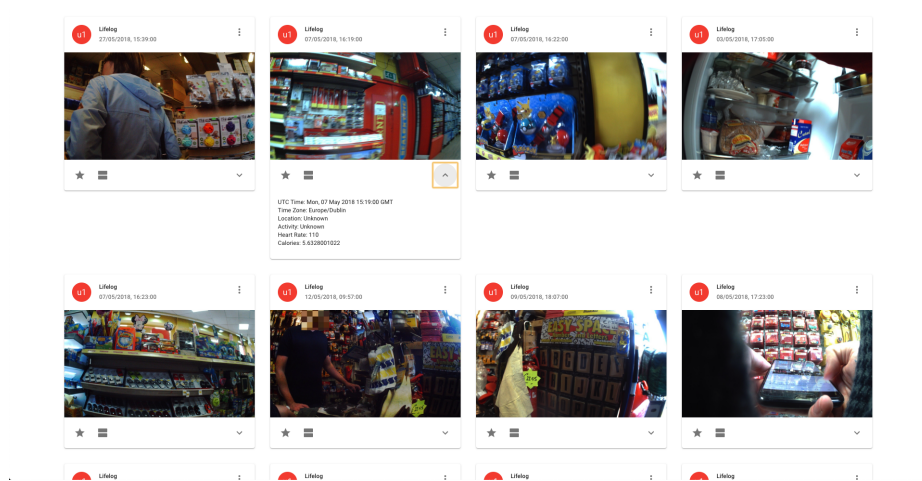 u1 Lifelog
27/05/2018, 15:39:00
u1 Lifelog
07/05/2018, 16:19:00
u1 Lifelog
07/05/2018, 16:22:00
u1 Lifelog
03/05/2018, 17:05:00
UTC Time: Mon, 07 May 2018 15:19:00 GMT
Time Zone: Europe/Dublin
Location: Unknown
Activity: Unknown
Heart Rate: 110
Calories: 5.6328001022
u1 Lifelog
07/05/2018, 16:23:00
u1 Lifelog
12/05/2018, 09:57:00
u1 Lifelog
09/05/2018, 18:07:00
u1 Lifelog
08/05/2018, 17:23:00
EASY SPA
Lifelog
Lifelog
Lifelog
Lifelog